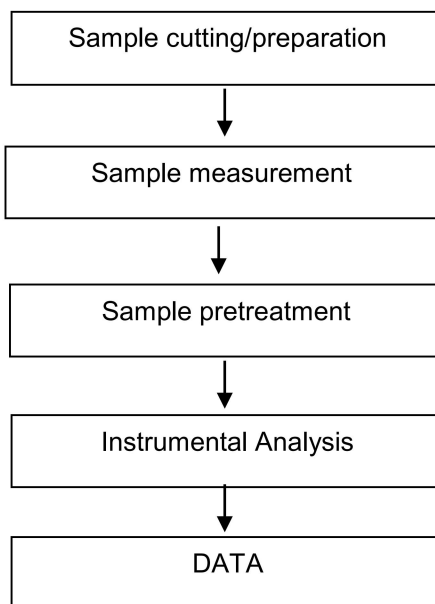 Sample cutting/preparation
Sample measurement
Sample pretreatment
Instrumental Analysis
DATA